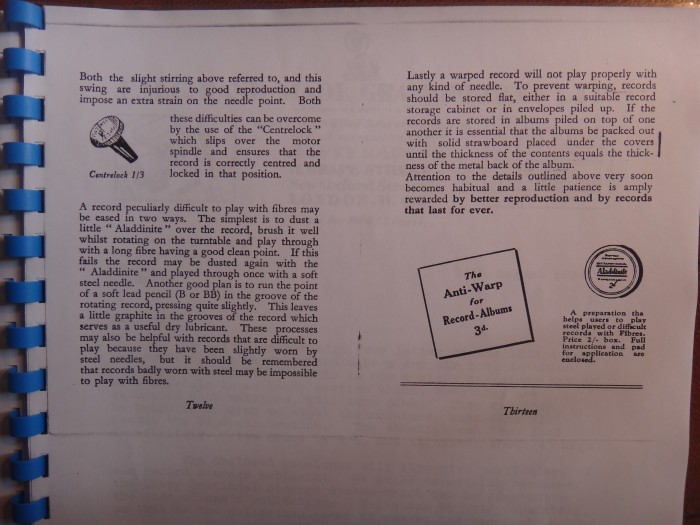 Both the slight stirring above referred to, and this
swing are injurious to good reproduction and
impose an extra strain on the needle point. Both
these difficulties can be overcome
by the use of the "Centrelock"
which slips over the motor
spindle and ensures that the
record is correctly centred and
locked in that position.
Centrelock 1/3
A record peculiarly difficult to play with fibres may
be eased in two ways. The simplest is to dust a
little " Aladdinite " over the record, brush it well
whilst rotating on the turntable and play through
with a long fibre having a good clean point. If this
fails the record may be dusted again with the
" Aladdinite " and played through once with a soft
steel needle. Another good plan is to run the point
of a soft lead pencil (B or BB) in the groove of the
rotating record, pressing quite slightly. This leaves
a little graphite in the grooves of the record which
serves as a useful dry lubricant. These processes
may also be helpful with records that are difficult to
play because they have been slightly worn by
steel needles, but it should be remembered
that records badly worn with steel may be impossible
to play with fibres.
Twelve
Lastly a warped record will not play properly with
any kind of needle. To prevent warping, records
should be stored flat, either in a suitable record
storage cabinet or in envelopes piled up. If the
records are stored in albums piled on top of one
another it is essential that the albums be packed out
with solid strawboard placed under the covers
until the thickness of the contents equals the thick-
ness of the metal back of the album.
Attention to the details outlined above very soon
becomes habitual and a little patience is amply
rewarded by better reproduction and by records
that last for ever.
The
Anti-Warp
for
Record-Albums
3d.
Aladdinite
A preparation tha
helps users to play
steel played or difficult
records with Fibres.
Price 2/- box. Full
instructions and pad
for application are
enclosed.
Thirteen